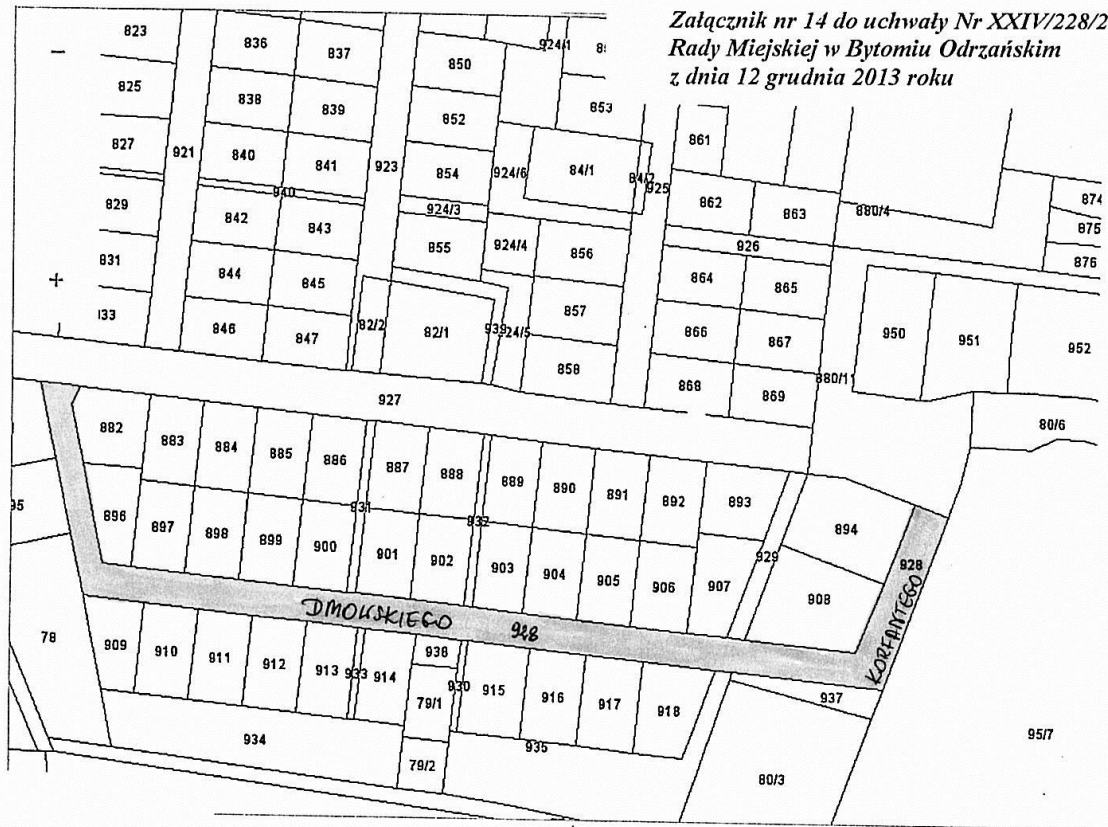 Załącznik nr 14 do uchwały Nr XXIV/228/2
Rady Miejskiej w Bytomiu Odrzańskim
z dnia 12 grudnia 2013 roku
823 836 837 850 924/1
825 838 839 852 853 861
827 921 840 841 923 854 924/6 84/1 84/2 925
940 862 863 880/4 874
829 842 843 924/3 855 924/4 856 926 875
831 844 845 864 865 876
857
833 846 847 82/2 82/1 939 924/5 866 867 950 951 952
858 868 869 880/11
927 80/6
882 883 884 885 886 887 888 889 890 891 892 893
95 896 897 898 899 900 931 901 902 932 903 904 905 906 907 929 894 908 928
DMOWSKIEGO 928
KORFANTEGO
78 909 910 911 912 913 933 914 938 930 915 916 917 918 937
79/1
934 935 95/7
79/2 80/3